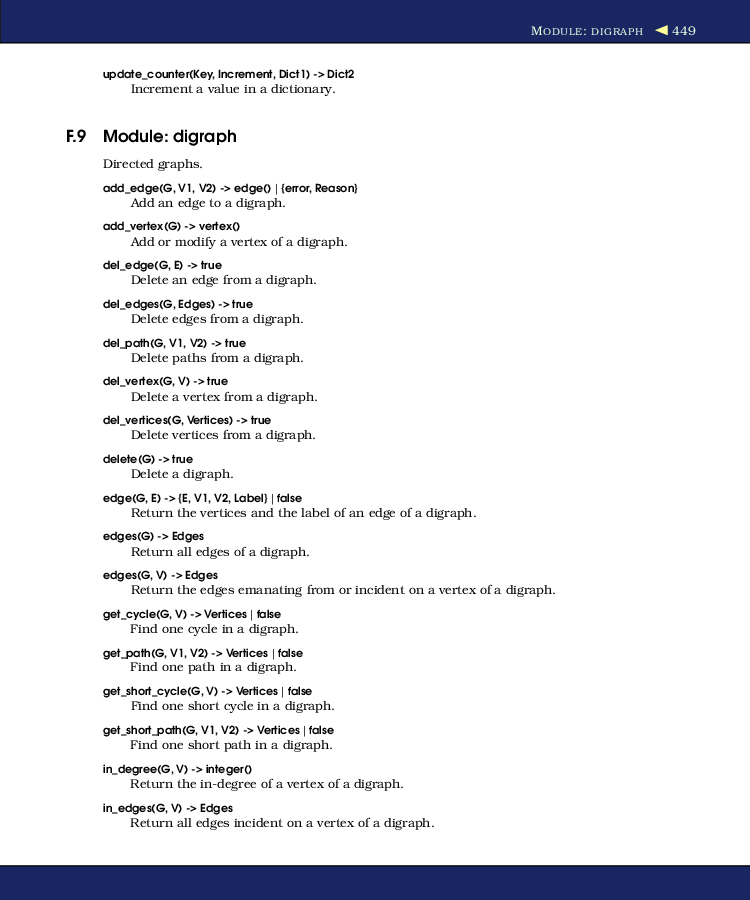 MODULE: DIGRAPH ◀ 449
update_counter(Key, Increment, Dict1) -> Dict2
Increment a value in a dictionary.
F.9 Module: digraph
Directed graphs.
add_edge(G, V1, V2) -> edge() | {error, Reason}
Add an edge to a digraph.
add_vertex(G) -> vertex()
Add or modify a vertex of a digraph.
del_edge(G, E) -> true
Delete an edge from a digraph.
del_edges(G, Edges) -> true
Delete edges from a digraph.
del_path(G, V1, V2) -> true
Delete paths from a digraph.
del_vertex(G, V) -> true
Delete a vertex from a digraph.
del_vertices(G, Vertices) -> true
Delete vertices from a digraph.
delete(G) -> true
Delete a digraph.
edge(G, E) -> {E, V1, V2, Label} | false
Return the vertices and the label of an edge of a digraph.
edges(G) -> Edges
Return all edges of a digraph.
edges(G, V) -> Edges
Return the edges emanating from or incident on a vertex of a digraph.
get_cycle(G, V) -> Vertices | false
Find one cycle in a digraph.
get_path(G, V1, V2) -> Vertices | false
Find one path in a digraph.
get_short_cycle(G, V) -> Vertices | false
Find one short cycle in a digraph.
get_short_path(G, V1, V2) -> Vertices | false
Find one short path in a digraph.
in_degree(G, V) -> integer()
Return the in-degree of a vertex of a digraph.
in_edges(G, V) -> Edges
Return all edges incident on a vertex of a digraph.